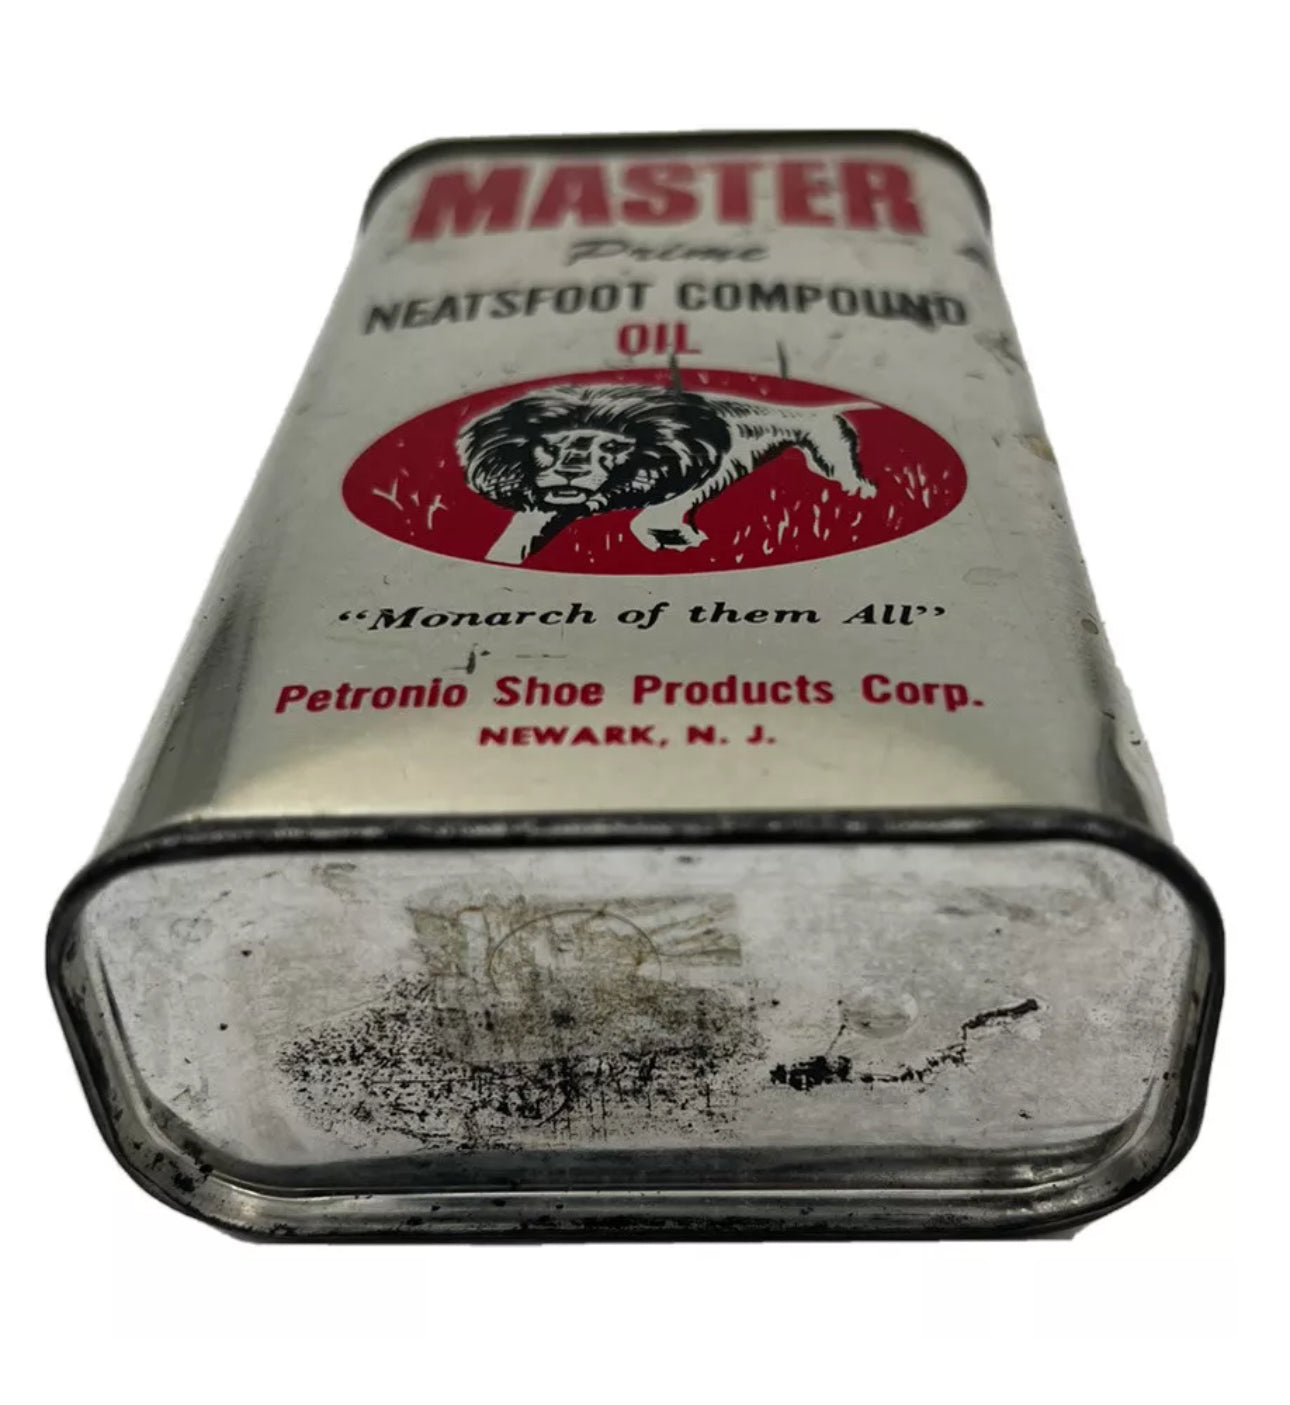 MASTER
Prime
NEATSFOOT COMPOUND
OIL
“Monarch of them All”
Petronio Shoe Products Corp.
NEWARK, N. J.